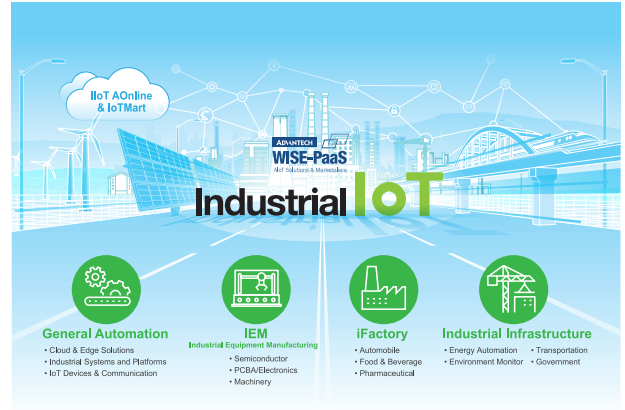 IIoT AOnline
& IoTMart
ADVANTECH
WISE-PaaS
AIoT Solutions & Marketplace
Industrial IoT
General Automation
• Cloud & Edge Solutions
• Industrial Systems and Platforms
• IoT Devices & Communication
IEM
Industrial Equipment Manufacturing
• Semiconductor
• PCBA/Electronics
• Machinery
iFactory
• Automobile
• Food & Beverage
• Pharmaceutical
Industrial Infrastructure
• Energy Automation • Transportation
• Environment Monitor • Government